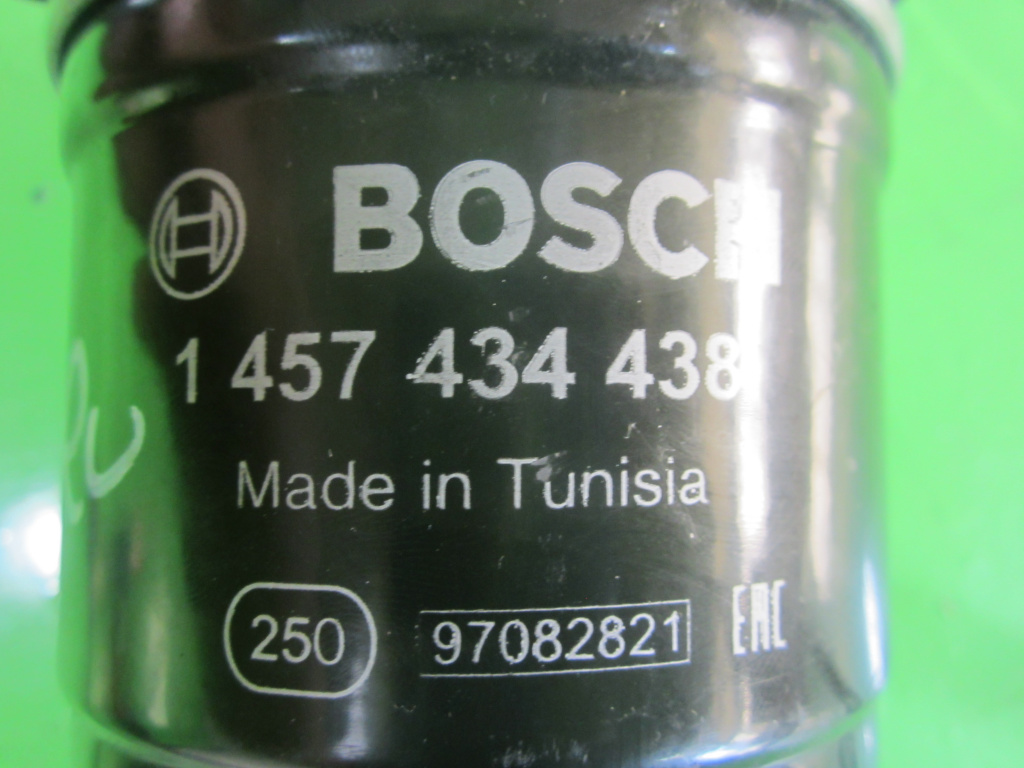 BOSCH
1 457 434 438
Made in Tunisia
250 97082821 EAC